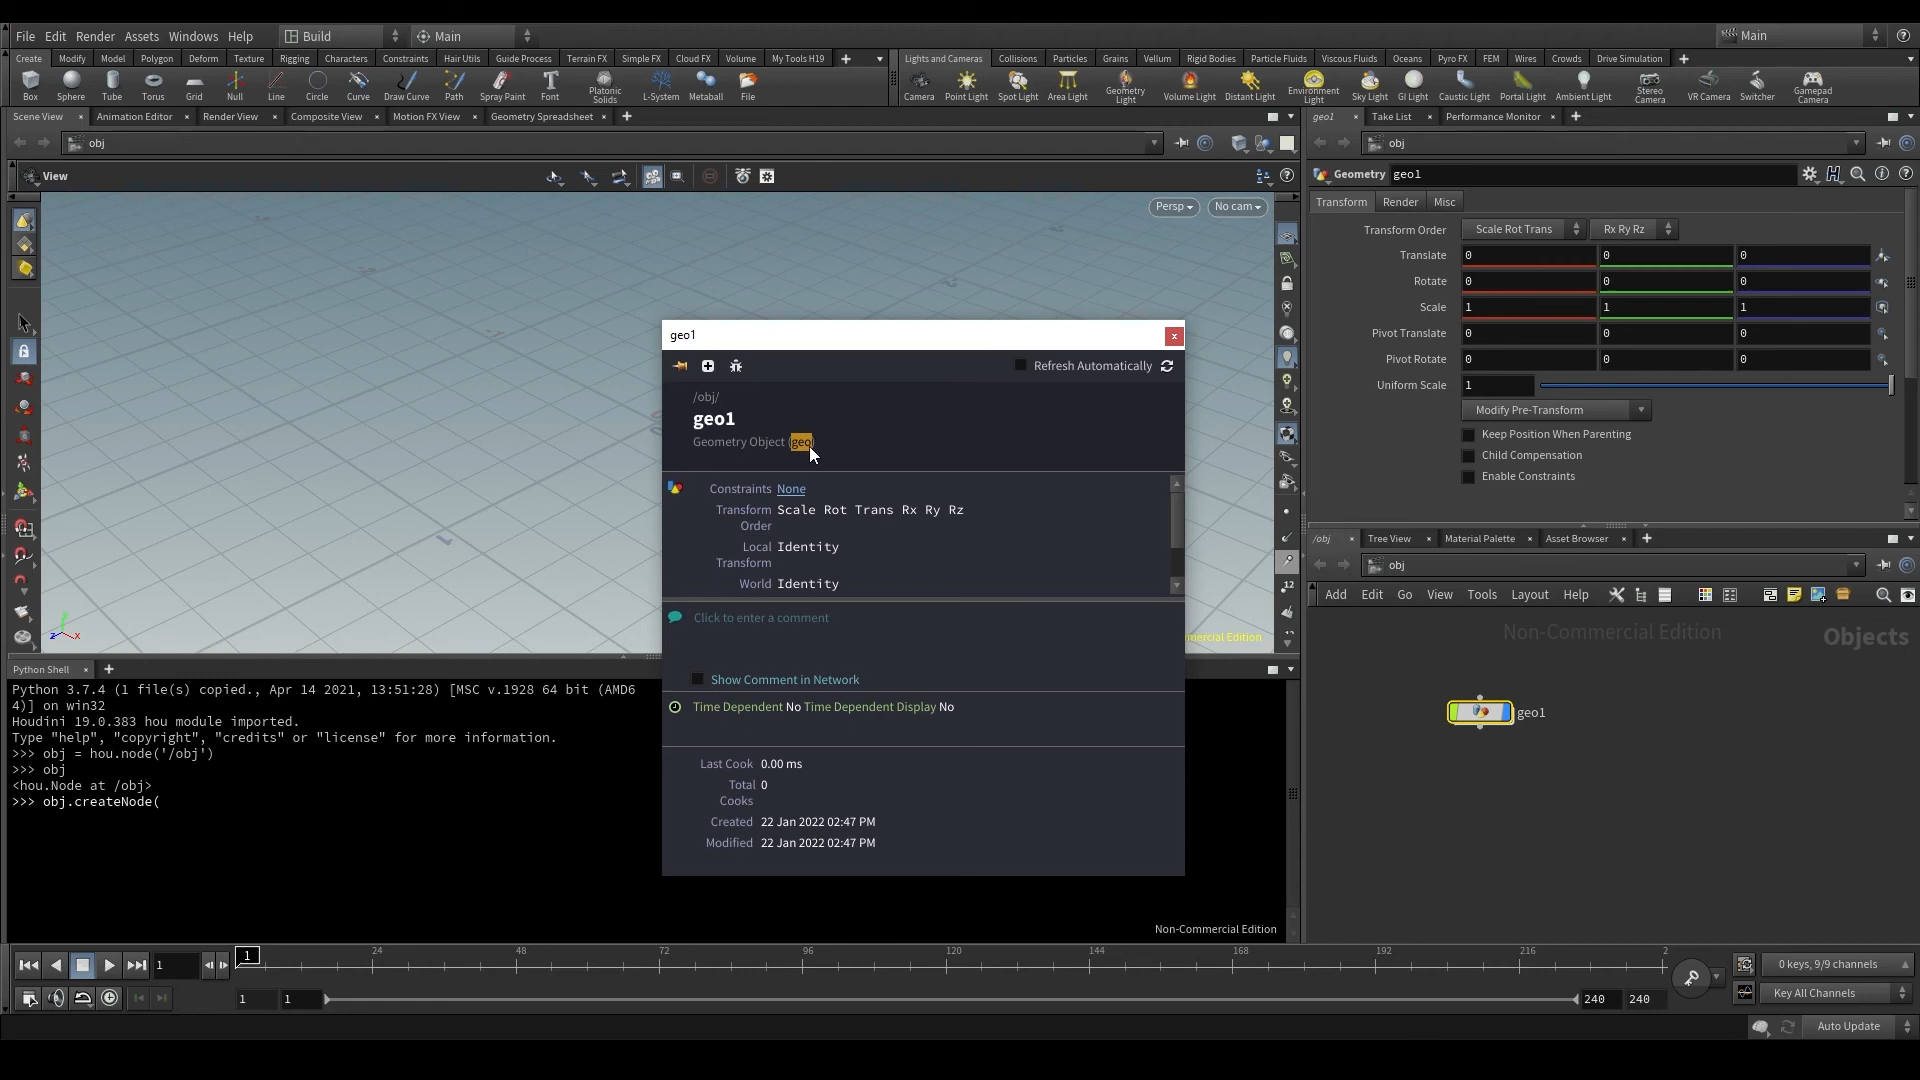 File Edit Render Assets Windows Help Build Main Main
Create Modify Model Polygon Deform Texture Rigging Characters Constraints Hair Utils Guide Process Terrain FX Simple FX Cloud FX Volume My Tools H19
Lights and Cameras Collisions Particles Grains Vellum Rigid Bodies Particle Fluids Viscous Fluids Oceans Pyro FX FEM Wires Crowds Drive Simulation
Box Sphere Tube Torus Grid Null Line Circle Curve Draw Curve Path Spray Paint Font Platonic Solids L-System Metaball File
Camera Point Light Spot Light Area Light Geometry Light Volume Light Distant Light Environment Light Sky Light GI Light Caustic Light Portal Light Ambient Light Stereo Camera VR Camera Switcher Gamepad Camera
Scene View Animation Editor Render View Composite View Motion FX View Geometry Spreadsheet
obj
View
Persp No cam
geo1 Take List Performance Monitor
obj
Geometry geo1
Transform Render Misc
Transform Order Scale Rot Trans Rx Ry Rz
Translate 0 0 0
Rotate 0 0 0
Scale 1 1 1
Pivot Translate 0 0 0
Pivot Rotate 0 0 0
Uniform Scale 1
Modify Pre-Transform
Keep Position When Parenting
Child Compensation
Enable Constraints
geo1
Refresh Automatically
/obj/
geo1
Geometry Object (geo)
Constraints None
Transform Order Scale Rot Trans Rx Ry Rz
Local Transform Identity
World Identity
Click to enter a comment
Show Comment in Network
Time Dependent No Time Dependent Display No
Last Cook 0.00 ms
Total Cooks 0
Created 22 Jan 2022 02:47 PM
Modified 22 Jan 2022 02:47 PM
mercial Edition
/obj Tree View Material Palette Asset Browser
obj
Add Edit Go View Tools Layout Help
Non-Commercial Edition Objects
geo1
Python Shell
Python 3.7.4 (1 file(s) copied., Apr 14 2021, 13:51:28) [MSC v.1928 64 bit (AMD6
4)] on win32
Houdini 19.0.383 hou module imported.
Type "help", "copyright", "credits" or "license" for more information.
>>> obj = hou.node('/obj')
>>> obj
<hou.Node at /obj>
>>> obj.createNode(
Non-Commercial Edition
1 1 24 48 72 96 120 144 168 192 216 2
0 keys, 9/9 channels
1 1 240 240
Key All Channels
Auto Update